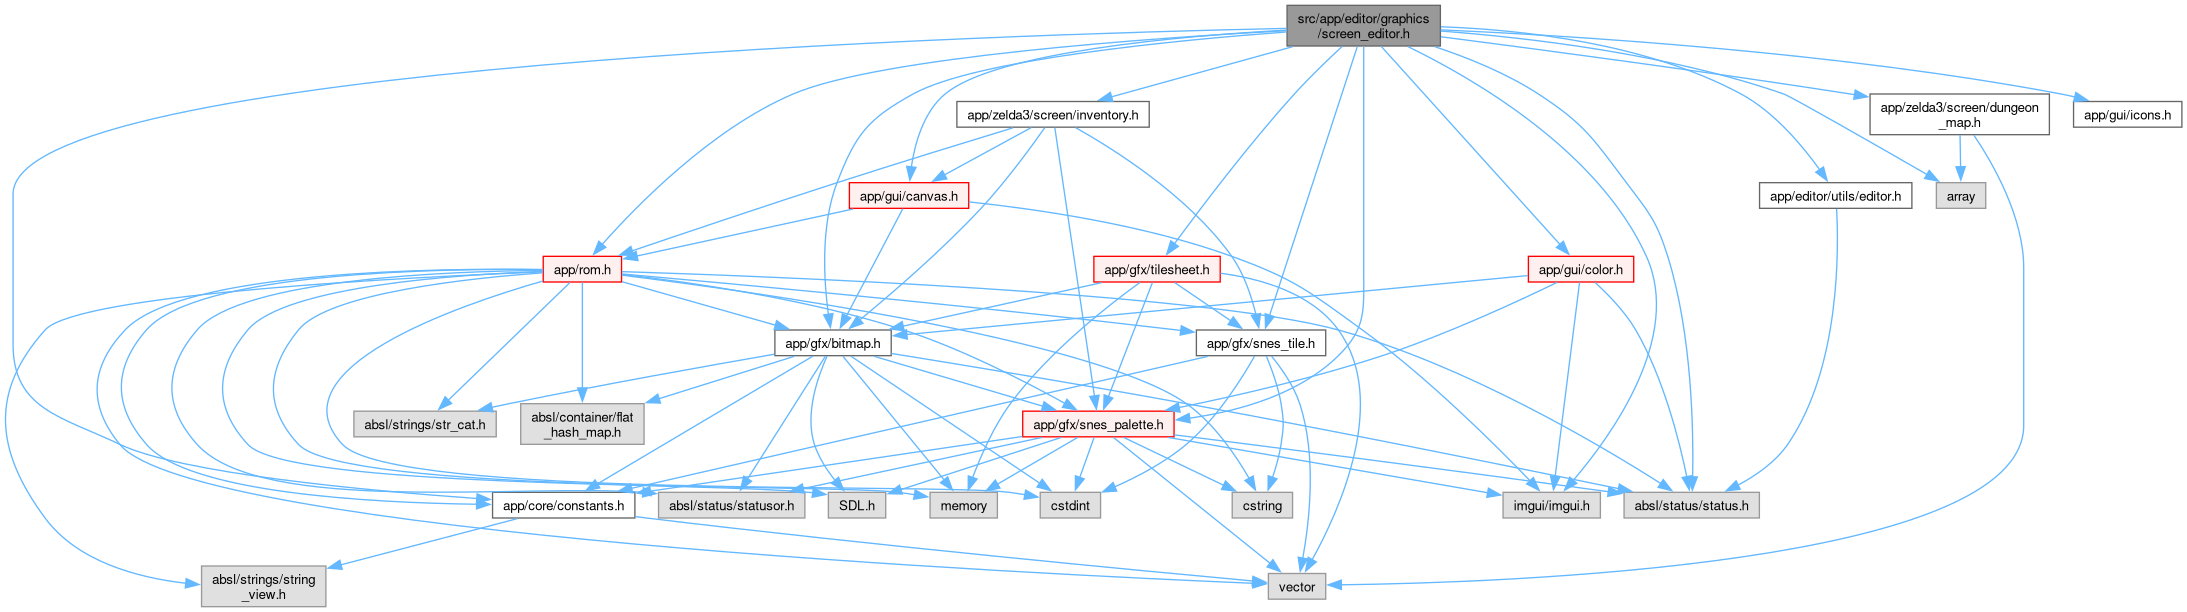 src/app/editor/graphics
/screen_editor.h
app/zelda3/screen/inventory.h
app/zelda3/screen/dungeon
_map.h
app/gui/icons.h
app/gui/canvas.h
app/editor/utils/editor.h
array
app/rom.h
app/gfx/tilesheet.h
app/gui/color.h
app/gfx/bitmap.h
app/gfx/snes_tile.h
absl/strings/str_cat.h
absl/container/flat
_hash_map.h
app/gfx/snes_palette.h
app/core/constants.h
absl/status/statusor.h
SDL.h
memory
cstdint
cstring
imgui/imgui.h
absl/status/status.h
absl/strings/string
_view.h
vector